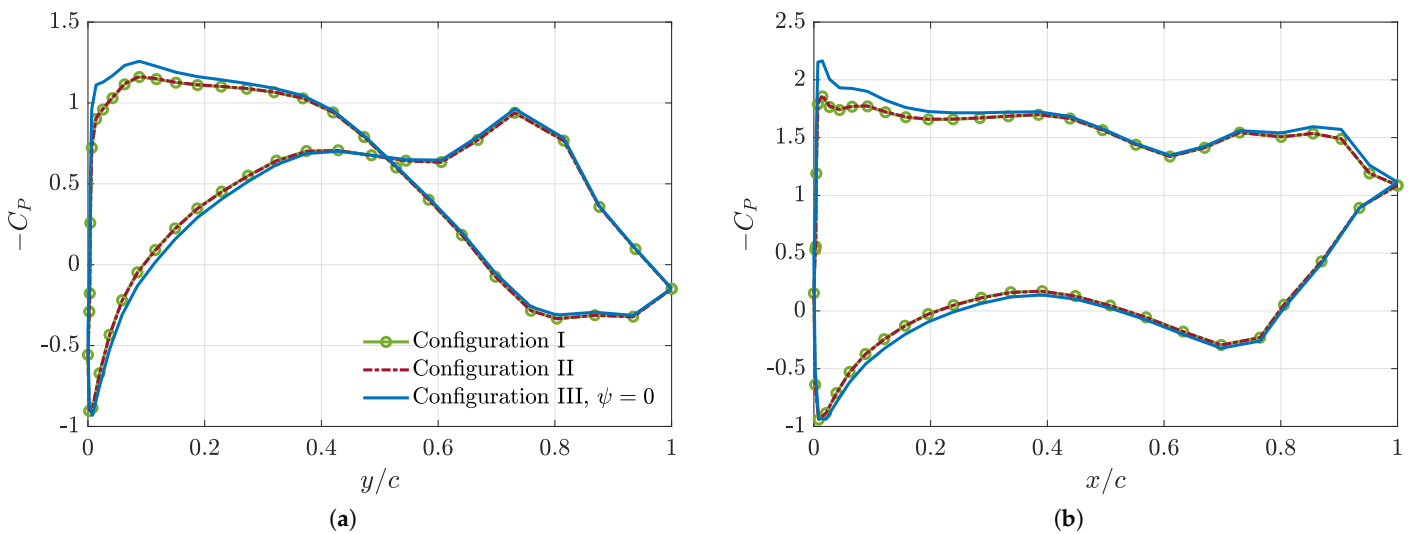 1.5
1
0.5
0
-0.5
-1
−C_P
0 0.2 0.4 0.6 0.8 1
y/c
Configuration I
Configuration II
Configuration III, ψ = 0
(a)
2.5
2
1.5
1
0.5
0
-0.5
-1
−C_P
0 0.2 0.4 0.6 0.8 1
x/c
(b)